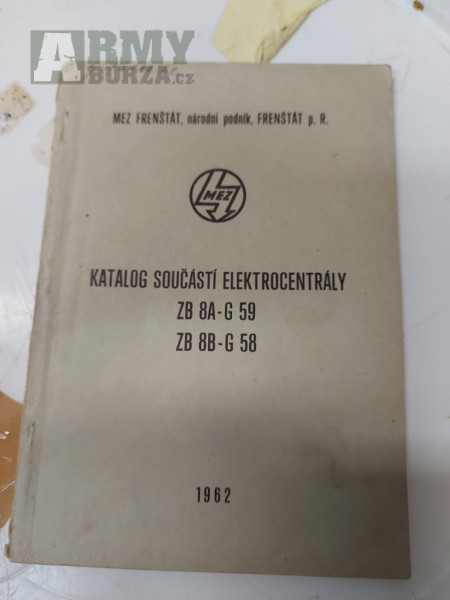 ARMY
BURZA.cz
MEZ FRENŠTÁT, národní podnik, FRENŠTÁT p. R.
MEZ
KATALOG SOUČÁSTÍ ELEKTROCENTRÁLY
ZB 8A-G 59
ZB 8B-G 58
1962